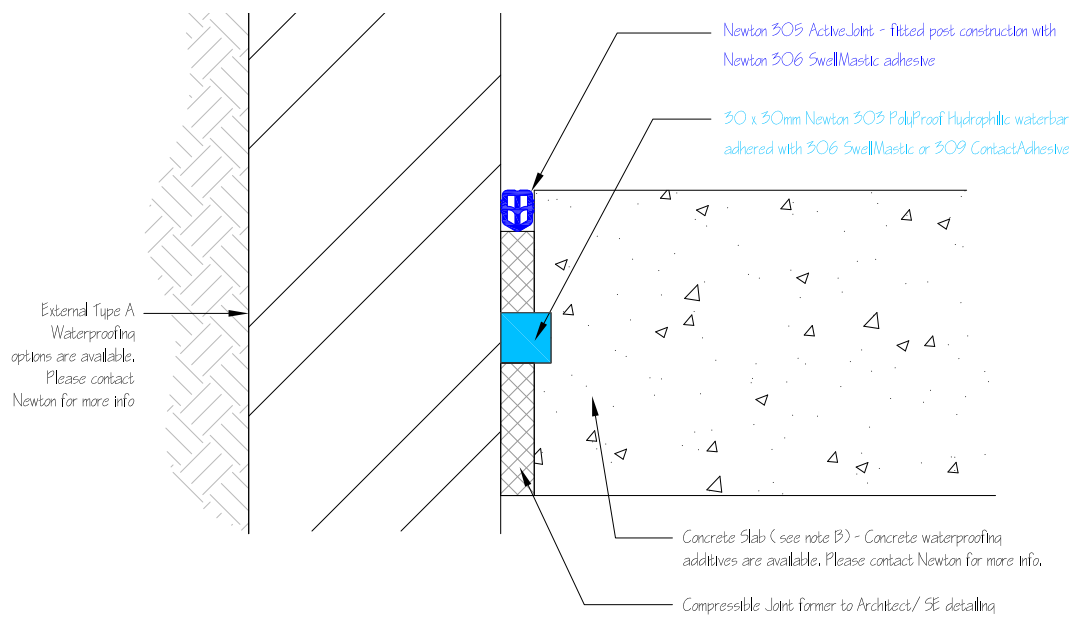 Newton 305 ActiveJoint - fitted post construction with
Newton 306 SwellMastic adhesive
30 x 30mm Newton 303 PolyProof Hydrophilic waterbar
adhered with 306 SwellMastic or 309 ContactAdhesive
External Type A
Waterproofing
options are available.
Please contact
Newton for more info
Concrete Slab ( see note B ) - Concrete waterproofing
additives are available. Please contact Newton for more info.
Compressible Joint former to Architect/ SE detailing